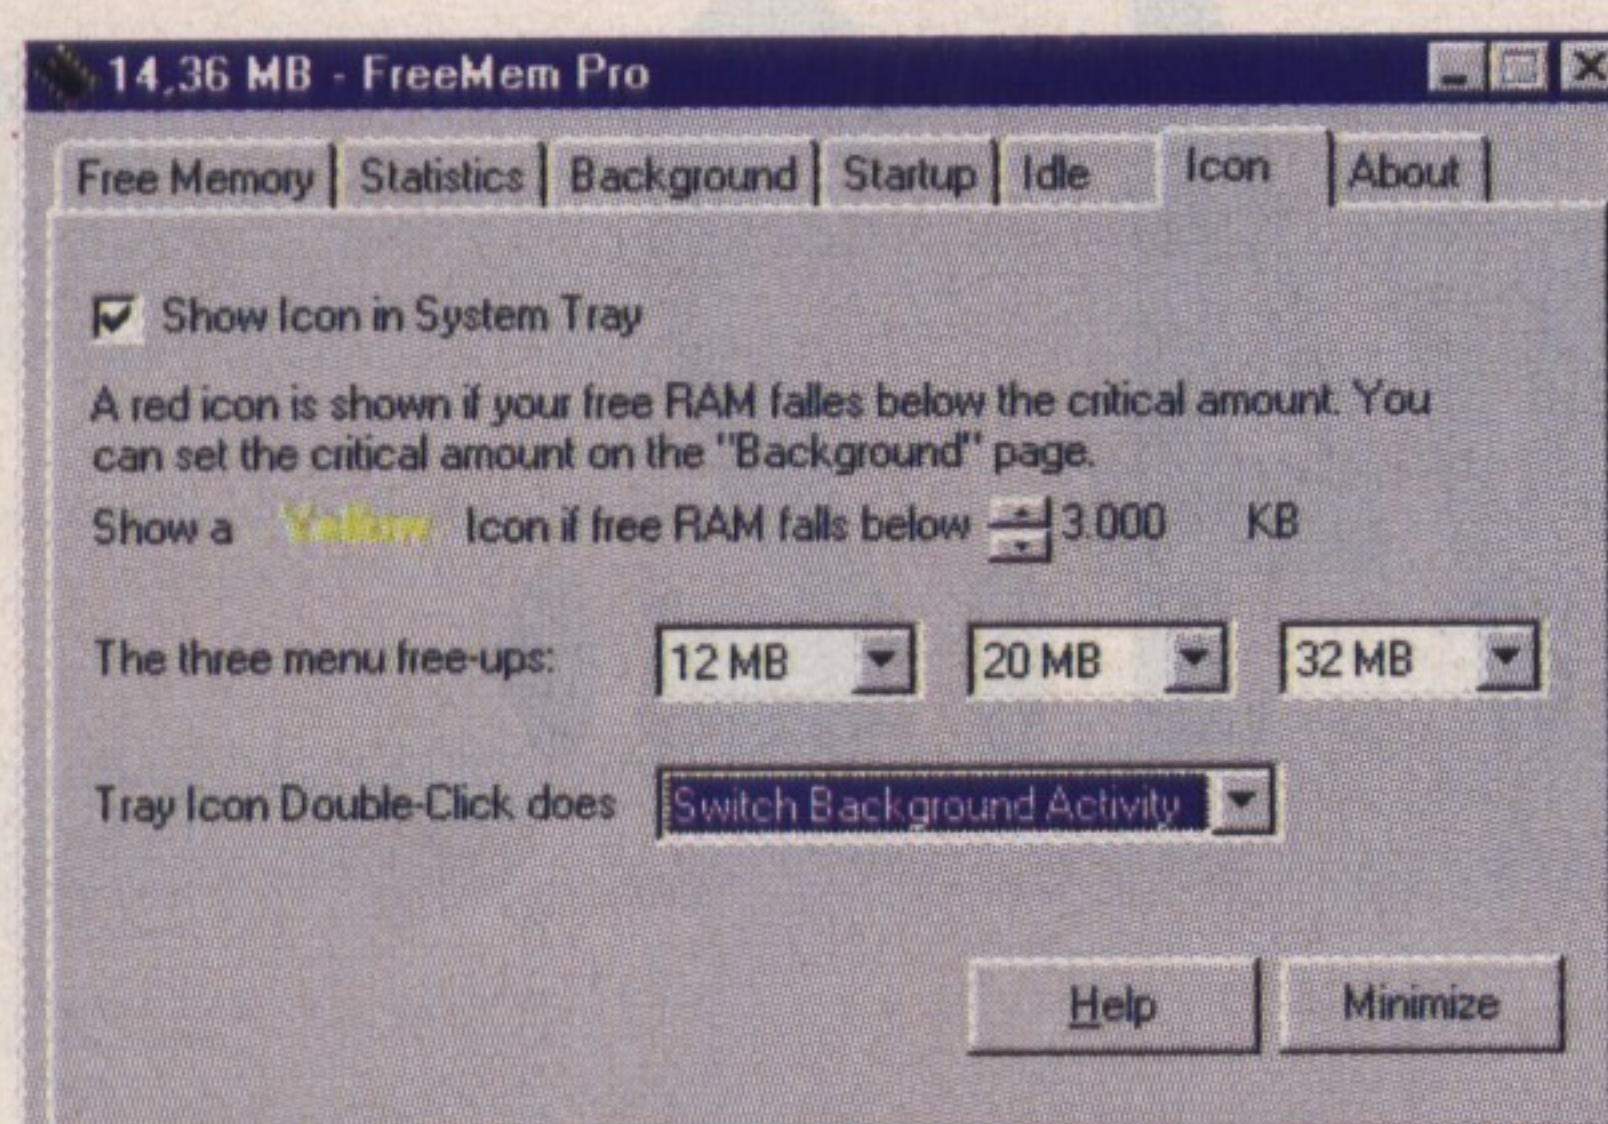 14,36 MB - FreeMem Pro
Free Memory Statistics Background Startup Idle Icon About
Show Icon in System Tray
A red icon is shown if your free RAM falles below the critical amount. You
can set the critical amount on the "Background" page.
Show a Yellow Icon if free RAM falls below 3.000 KB
The three menu free-ups: 12 MB 20 MB 32 MB
Tray Icon Double-Click does Switch Background Activity
Help Minimize